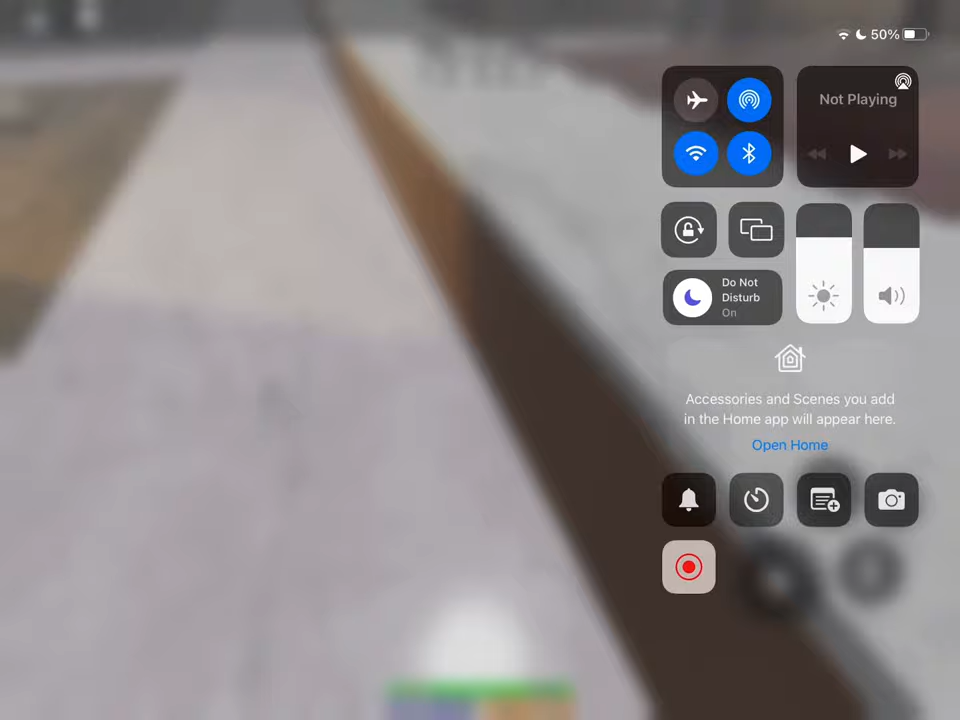 50%
Not Playing
Do Not
Disturb
On
Accessories and Scenes you add
in the Home app will appear here.
Open Home